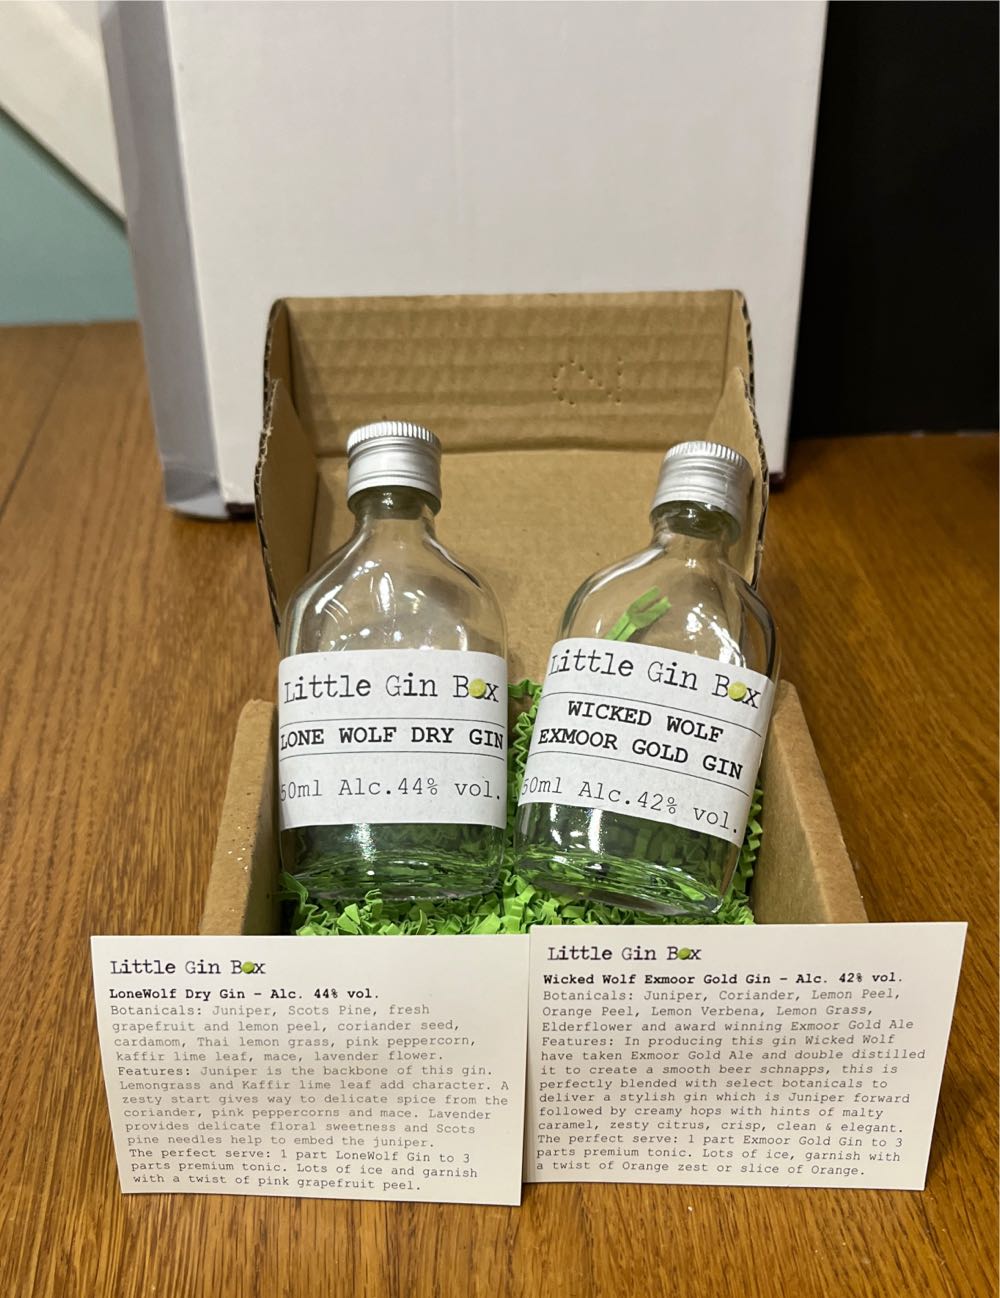 Little Gin Box
LONE WOLF DRY GIN
50ml Alc.44% vol.
Little Gin Box
WICKED WOLF
EXMOOR GOLD GIN
50ml Alc.42% vol.
Little Gin Box
LoneWolf Dry Gin – Alc. 44% vol.
Botanicals: Juniper, Scots Pine, fresh
grapefruit and lemon peel, coriander seed,
cardamom, Thai lemon grass, pink peppercorn,
kaffir lime leaf, mace, lavender flower.
Features: Juniper is the backbone of this gin.
Lemongrass and Kaffir lime leaf add character. A
zesty start gives way to delicate spice from the
coriander, pink peppercorns and mace. Lavender
provides delicate floral sweetness and Scots
pine needles help to embed the juniper.
The perfect serve: 1 part LoneWolf Gin to 3
parts premium tonic. Lots of ice and garnish
with a twist of pink grapefruit peel.
Little Gin Box
Wicked Wolf Exmoor Gold Gin – Alc. 42% vol.
Botanicals: Juniper, Coriander, Lemon Peel,
Orange Peel, Lemon Verbena, Lemon Grass,
Elderflower and award winning Exmoor Gold Ale
Features: In producing this gin Wicked Wolf
have taken Exmoor Gold Ale and double distilled
it to create a smooth beer schnapps, this is
perfectly blended with select botanicals to
deliver a stylish gin which is Juniper forward
followed by creamy hops with hints of malty
caramel, zesty citrus, crisp, clean & elegant.
The perfect serve: 1 part Exmoor Gold Gin to 3
parts premium tonic. Lots of ice, garnish with
a twist of Orange zest or slice of Orange.